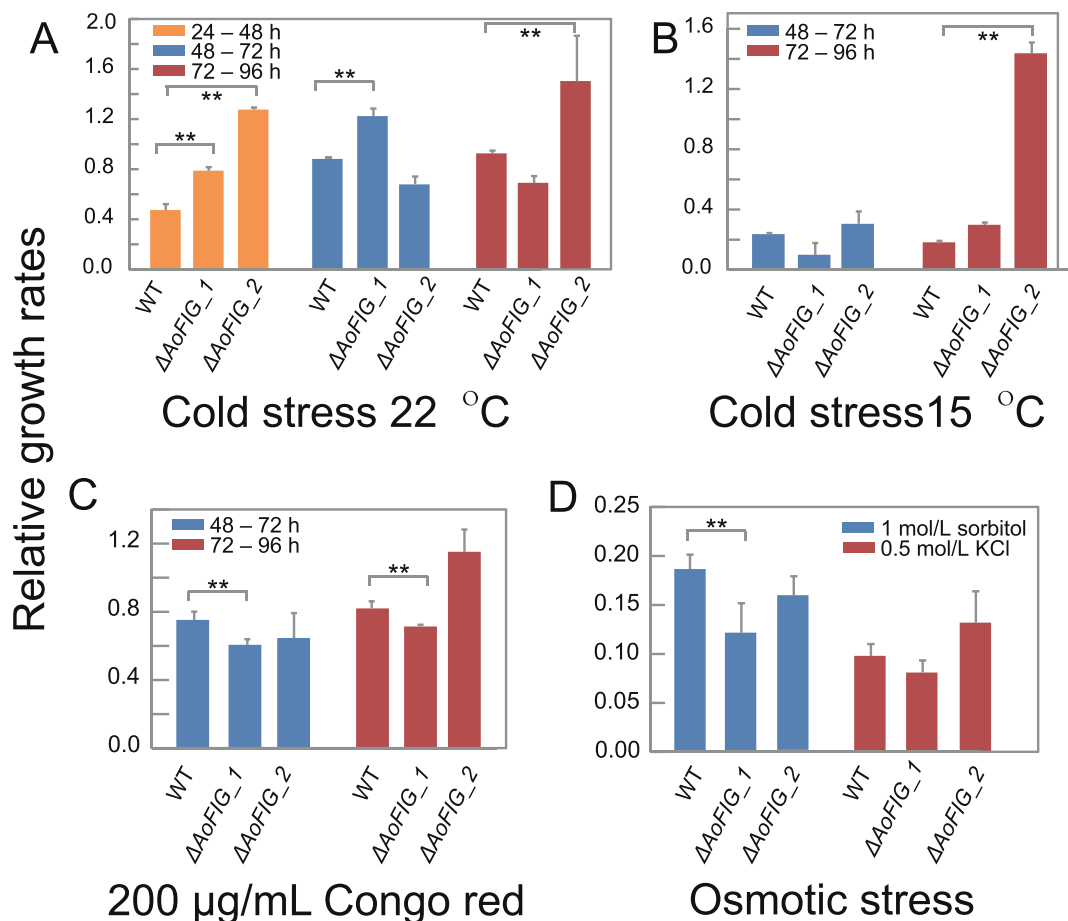 Relative growth rates
A
24 – 48 h
48 – 72 h
72 – 96 h
2.0
1.6
1.2
0.8
0.4
0.0
**
**
**
**
WT
ΔAoFIG_1
ΔAoFIG_2
WT
ΔAoFIG_1
ΔAoFIG_2
WT
ΔAoFIG_1
ΔAoFIG_2
Cold stress 22 °C
B
48 – 72 h
72 – 96 h
1.6
1.2
0.8
0.4
0.0
**
WT
ΔAoFIG_1
ΔAoFIG_2
WT
ΔAoFIG_1
ΔAoFIG_2
Cold stress15 °C
C
48 – 72 h
72 – 96 h
1.2
0.8
0.4
0.0
**
**
WT
ΔAoFIG_1
ΔAoFIG_2
WT
ΔAoFIG_1
ΔAoFIG_2
200 µg/mL Congo red
D
1 mol/L sorbitol
0.5 mol/L KCl
0.25
0.20
0.15
0.10
0.05
0.00
**
WT
ΔAoFIG_1
ΔAoFIG_2
WT
ΔAoFIG_1
ΔAoFIG_2
Osmotic stress